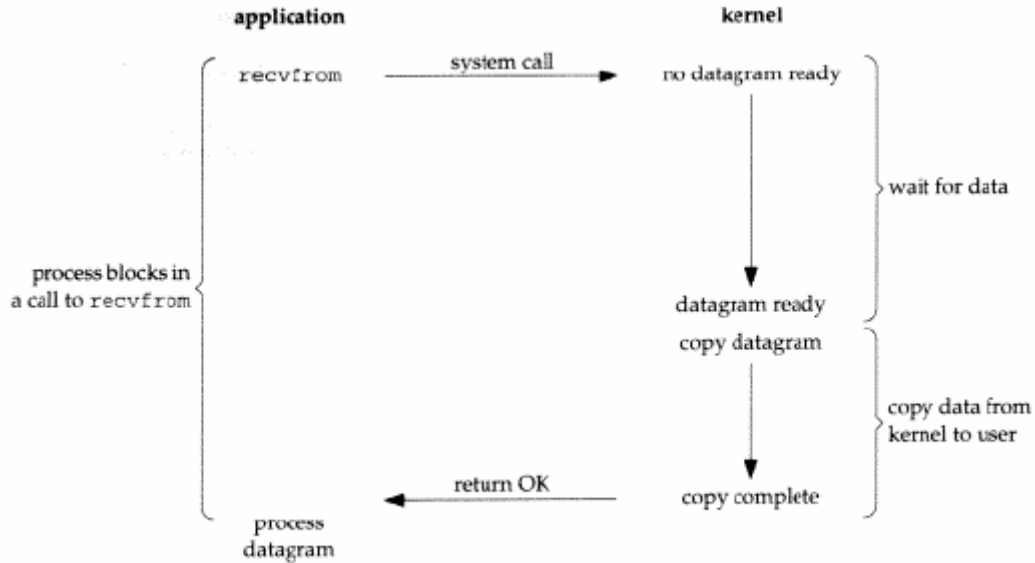 application
kernel
recvfrom
system call
no datagram ready
wait for data
process blocks in
a call to recvfrom
datagram ready
copy datagram
copy data from
kernel to user
return OK
copy complete
process
datagram